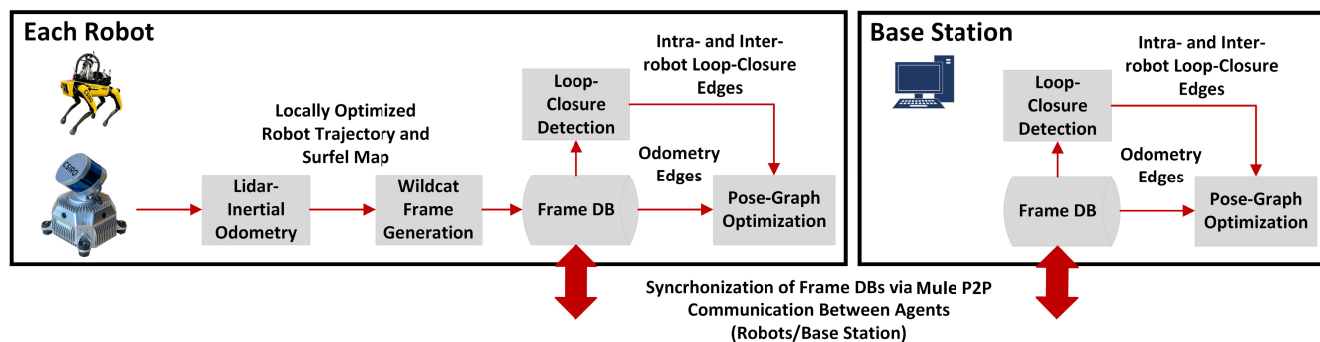 Each Robot
CSIRO
Locally Optimized
Robot Trajectory and
Surfel Map
Lidar-
Inertial
Odometry
Wildcat
Frame
Generation
Frame DB
Loop-
Closure
Detection
Intra- and Inter-
robot Loop-Closure
Edges
Odometry
Edges
Pose-Graph
Optimization
Base Station
Frame DB
Loop-
Closure
Detection
Intra- and Inter-
robot Loop-Closure
Edges
Odometry
Edges
Pose-Graph
Optimization
Syncrhonization of Frame DBs via Mule P2P
Communication Between Agents
(Robots/Base Station)